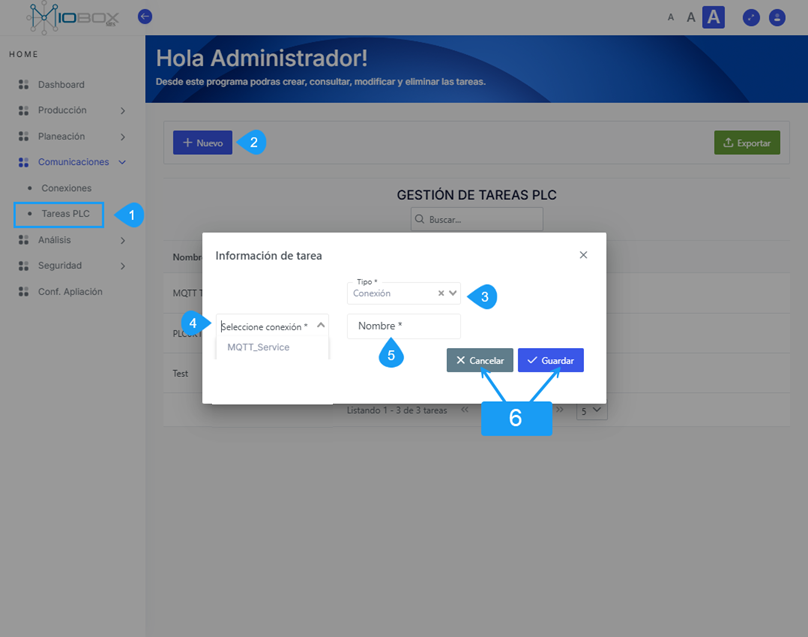 MIOBOX
A A A
HOME
Hola Administrador!
Desde este programa podras crear, consultar, modificar y eliminar las tareas.
Dashboard
Producción
Planeación
Comunicaciones
Conexiones
Tareas PLC
1
Análisis
Seguridad
Conf. Apliación
Nuevo
2
Exportar
GESTIÓN DE TAREAS PLC
Buscar...
Nombr
MQTT T
Test
Información de tarea
Tipo *
Conexión
3
4
Seleccione conexión *
Nombre *
MQTT_Service
5
Cancelar
Guardar
6
Listando 1 - 3 de 3 tareas
5